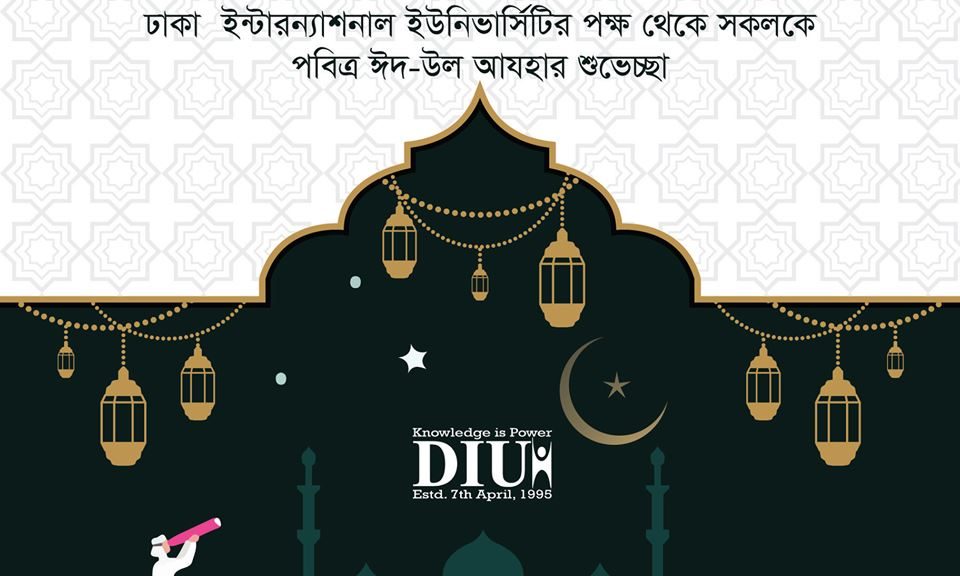 ঢাকা ইন্টারন্যাশনাল ইউনিভার্সিটির পক্ষ থেকে সকলকে
পবিত্র ঈদ-উল আযহার শুভেচ্ছা
Knowledge is Power
DIU
Estd. 7th April, 1995